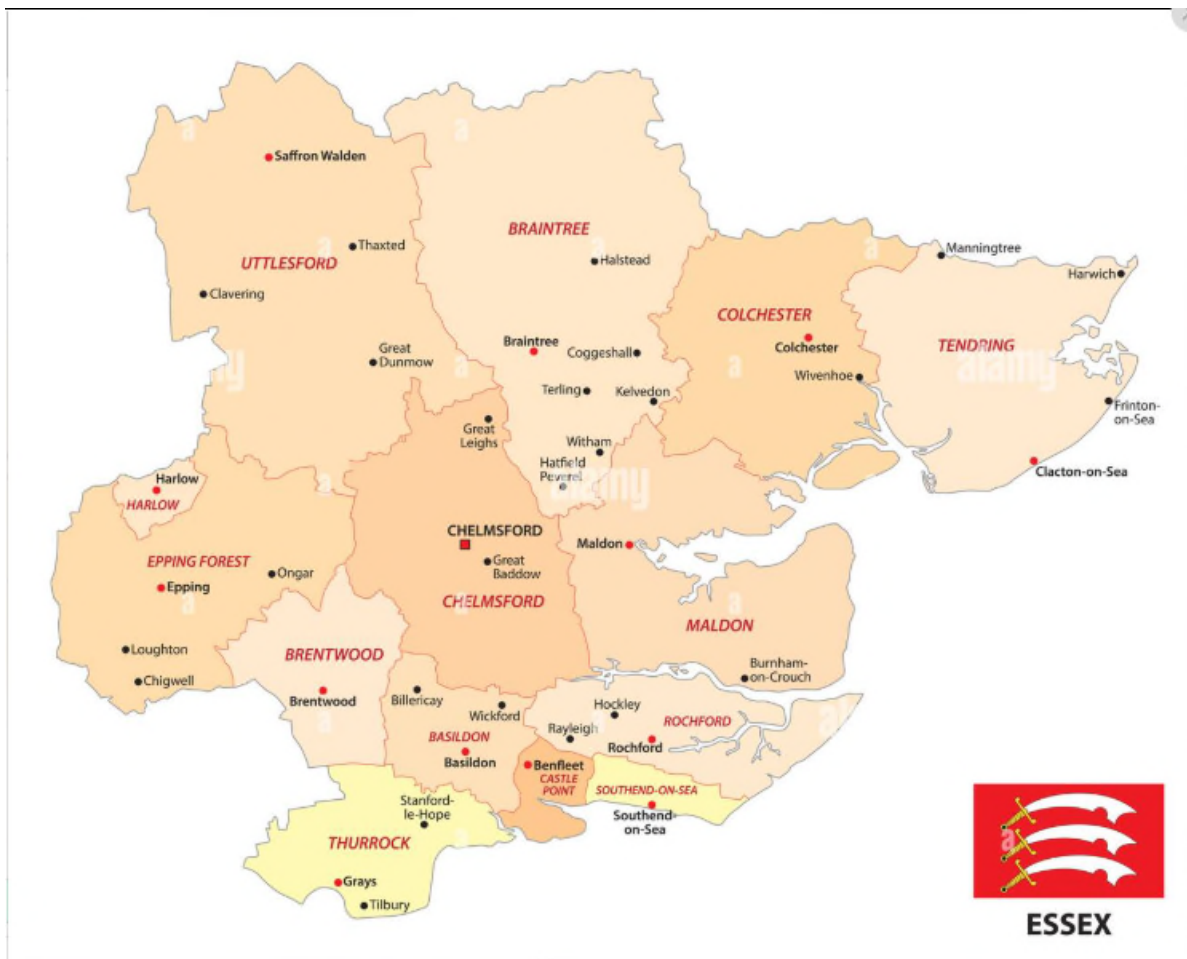 Saffron Walden
BRAINTREE
Thaxted
Halstead
UTTLESFORD
Manningtree
Harwich
Clavering
COLCHESTER
Colchester
TENDRING
Braintree
Coggeshall
Great
Dunmow
Wivenhoe
Terling
Kelvedon
Frinton-
on-Sea
Great
Leighs
Witham
Hatfield
Peverel
Clacton-on-Sea
Harlow
HARLOW
CHELMSFORD
Maldon
EPPING FOREST
Ongar
Great
Baddow
Epping
CHELMSFORD
MALDON
Loughton
BRENTWOOD
Chigwell
Burnham-
on-Crouch
Brentwood
Billericay
Wickford
Hockley
ROCHFORD
Rayleigh
BASILDON
Rochford
Basildon
Benfleet
CASTLE
POINT
SOUTHEND-ON-SEA
Stanford-
le-Hope
Southend-
on-Sea
THURROCK
Grays
Tilbury
ESSEX
alamy
alamy
alamy
a
a
a
a
a
a
a
a
a
a
a
a
a